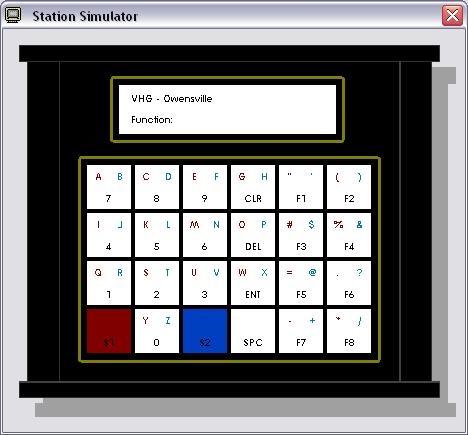 Station Simulator
VHG - Owensville
Function:
A B C D E F G H " ' ( )
7 8 9 CLR F1 F2
I J K L M N O P # $ % &
4 5 6 DEL F3 F4
Q R S T U V W X = @ . ?
1 2 3 ENT F5 F6
Y Z - + * /
S1 0 S2 SPC F7 F8